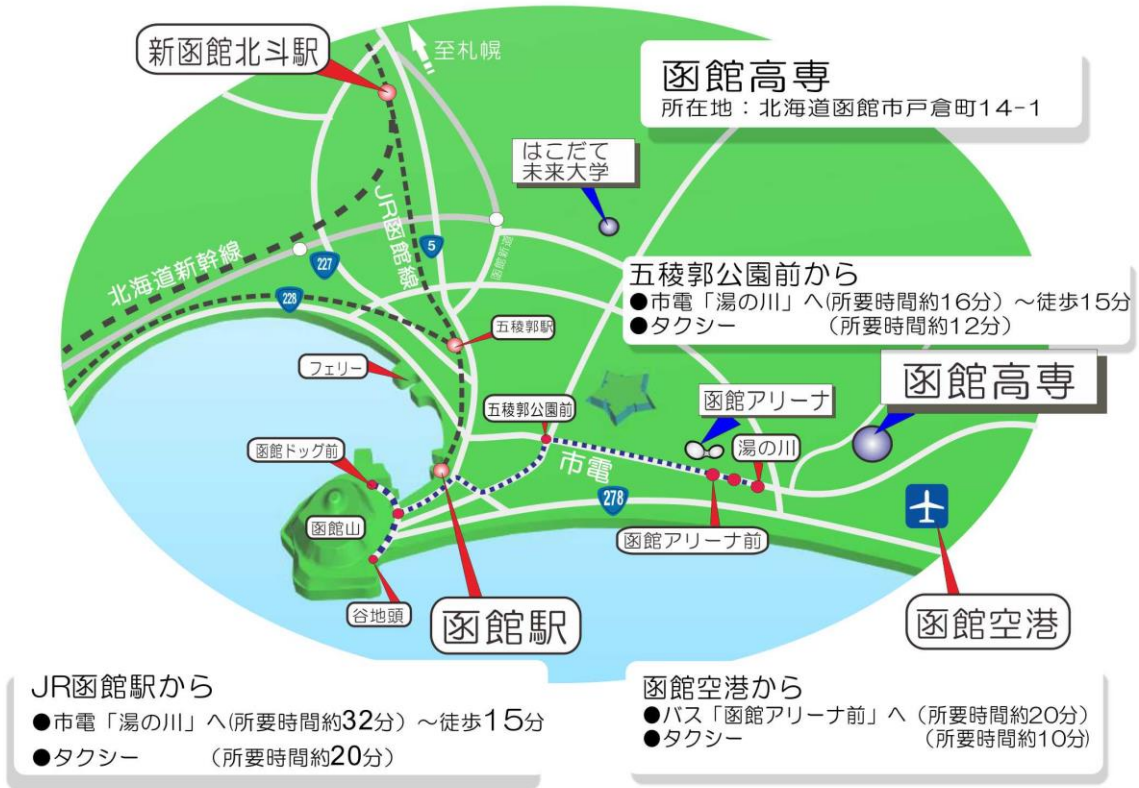 新函館北斗駅
至札幌
函館高専
所在地：北海道函館市戸倉町14-1
はこだて
未来大学
JR函館線
北海道新幹線
函館新道
5
227
228
五稜郭公園前から
●市電「湯の川」へ(所要時間約16分）～徒歩15分
●タクシー　　　（所要時間約12分）
五稜郭駅
フェリー
函館高専
函館アリーナ
五稜郭公園前
湯の川
市電
函館ドッグ前
278
函館山
函館アリーナ前
谷地頭
函館駅
函館空港
JR函館駅から
●市電「湯の川」へ(所要時間約32分）～徒歩15分
●タクシー　　　（所要時間約20分）
函館空港から
●バス「函館アリーナ前」へ（所要時間約20分）
●タクシー　　　　　　　　（所要時間約10分)